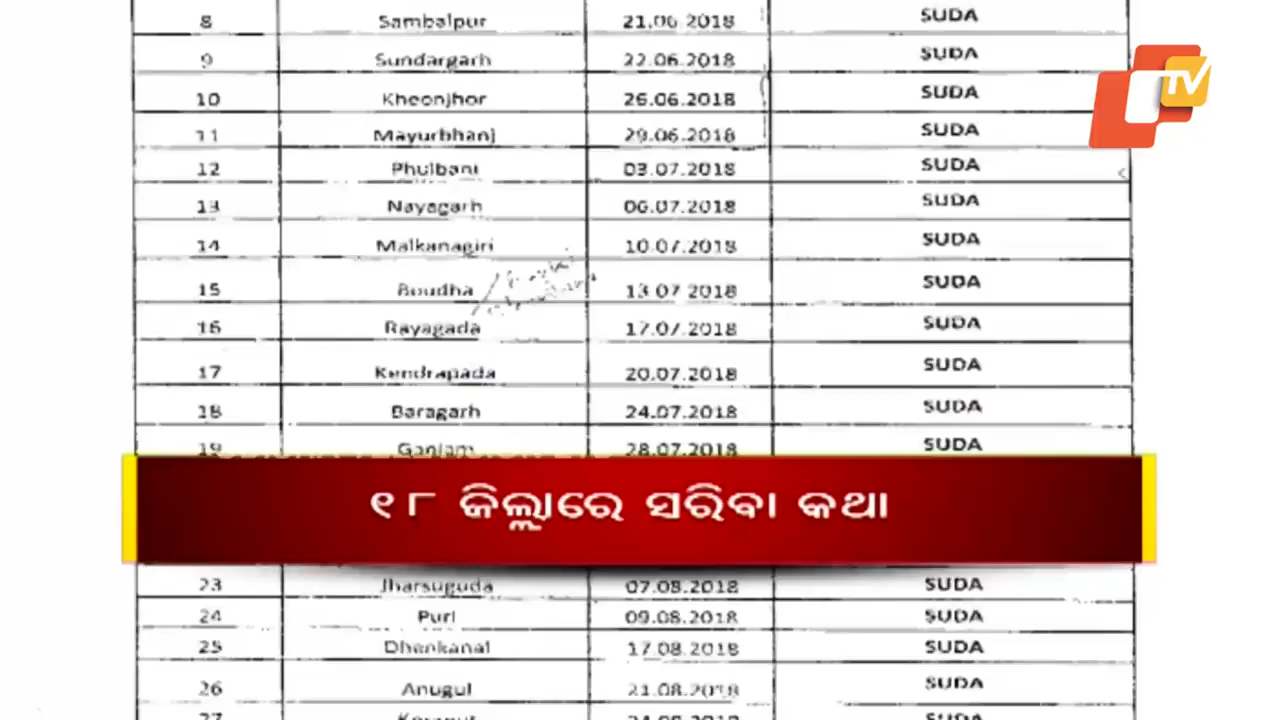 8 Sambalpur 21.06.2018 SUDA
9 Sundargarh 22.06.2018 SUDA
10 Kheonjhor 26.06.2018 SUDA
11 Mayurbhanj 29.06.2018 SUDA
12 Phulbani 03.07.2018 SUDA
13 Nayagarh 06.07.2018 SUDA
14 Malkanagiri 10.07.2018 SUDA
15 Boudha 13.07.2018 SUDA
16 Rayagada 17.07.2018 SUDA
17 Kendrapada 20.07.2018 SUDA
18 Baragarh 24.07.2018 SUDA
19 Ganjam 28.07.2018 SUDA
୧୮ ଜିଲ୍ଲାରେ ସରିବା କଥା
23 Jharsuguda 07.08.2018 SUDA
24 Puri 09.08.2018 SUDA
25 Dhenkanal 17.08.2018 SUDA
26 Anugul 21.08.2018 SUDA
27 Koraput 24.08.2018 SUDA
TV